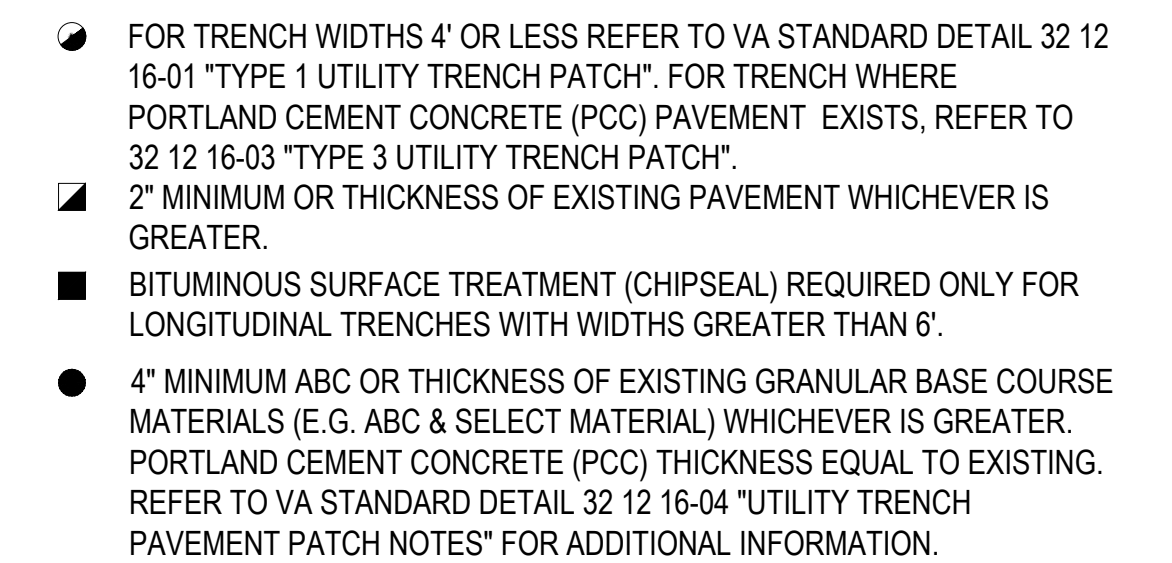 FOR TRENCH WIDTHS 4' OR LESS REFER TO VA STANDARD DETAIL 32 12
16-01 "TYPE 1 UTILITY TRENCH PATCH". FOR TRENCH WHERE
PORTLAND CEMENT CONCRETE (PCC) PAVEMENT EXISTS, REFER TO
32 12 16-03 "TYPE 3 UTILITY TRENCH PATCH".
2" MINIMUM OR THICKNESS OF EXISTING PAVEMENT WHICHEVER IS
GREATER.
BITUMINOUS SURFACE TREATMENT (CHIPSEAL) REQUIRED ONLY FOR
LONGITUDINAL TRENCHES WITH WIDTHS GREATER THAN 6'.
4" MINIMUM ABC OR THICKNESS OF EXISTING GRANULAR BASE COURSE
MATERIALS (E.G. ABC & SELECT MATERIAL) WHICHEVER IS GREATER.
PORTLAND CEMENT CONCRETE (PCC) THICKNESS EQUAL TO EXISTING.
REFER TO VA STANDARD DETAIL 32 12 16-04 "UTILITY TRENCH
PAVEMENT PATCH NOTES" FOR ADDITIONAL INFORMATION.